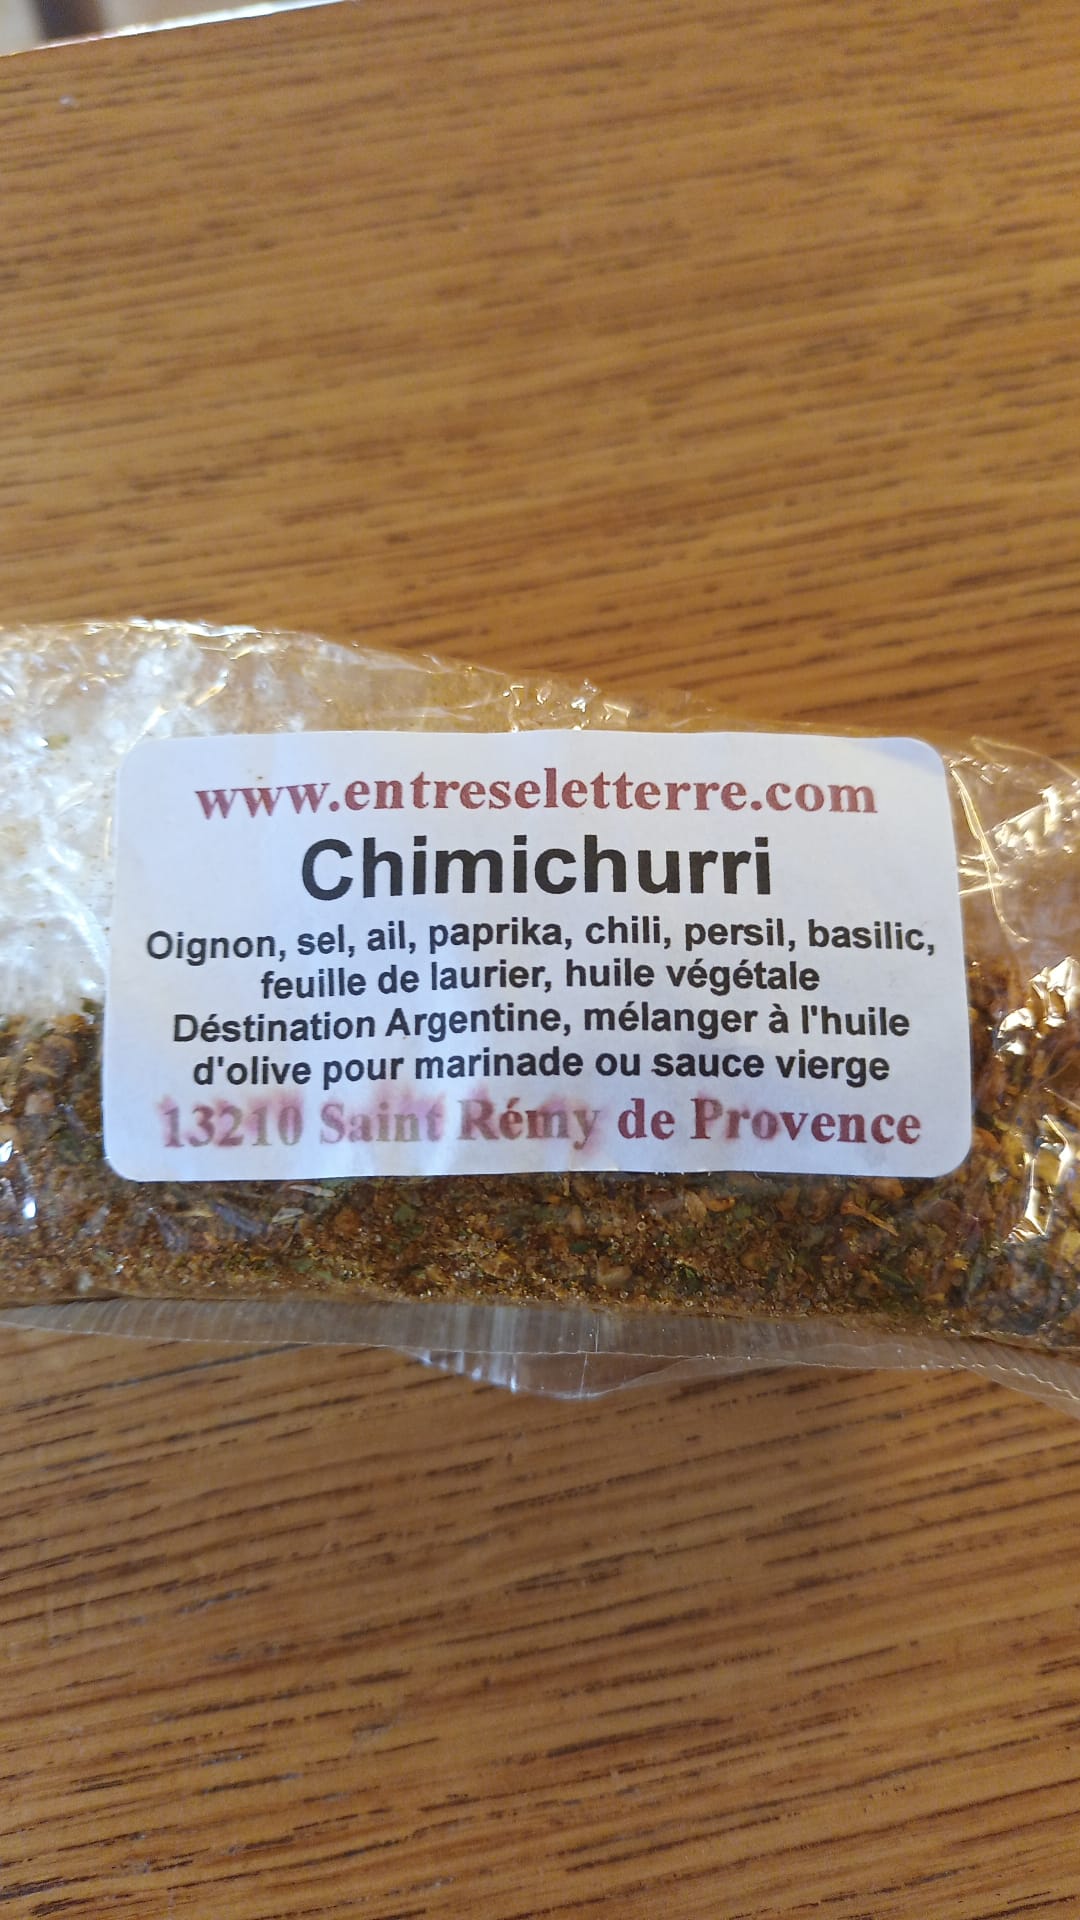 www.entreseletterre.com
Chimichurri
Oignon, sel, ail, paprika, chili, persil, basilic,
feuille de laurier, huile végétale
Déstination Argentine, mélanger à l'huile
d'olive pour marinade ou sauce vierge
13210 Saint Rémy de Provence